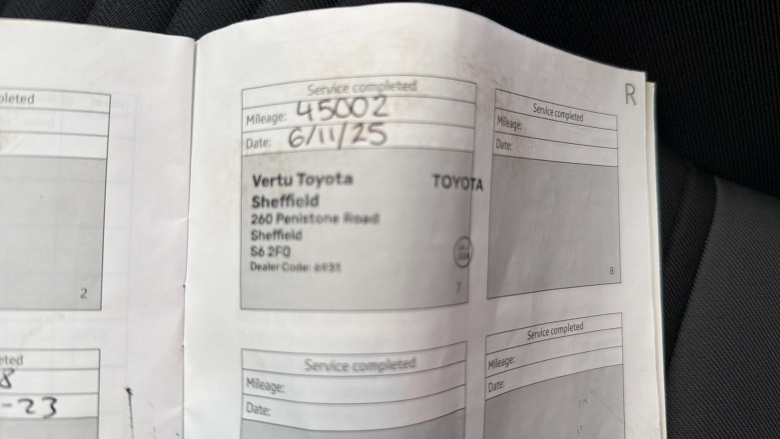 pleted
2
eted
8
-23
R
Service completed
Mileage: 45002
Date: 6/11/25
Vertu Toyota
TOYOTA
Sheffield
260 Penistone Road
Sheffield
S6 2FQ
Dealer Code:
7
Service completed
Mileage:
Date:
8
Service completed
Mileage:
Date:
Service completed
Mileage:
Date: